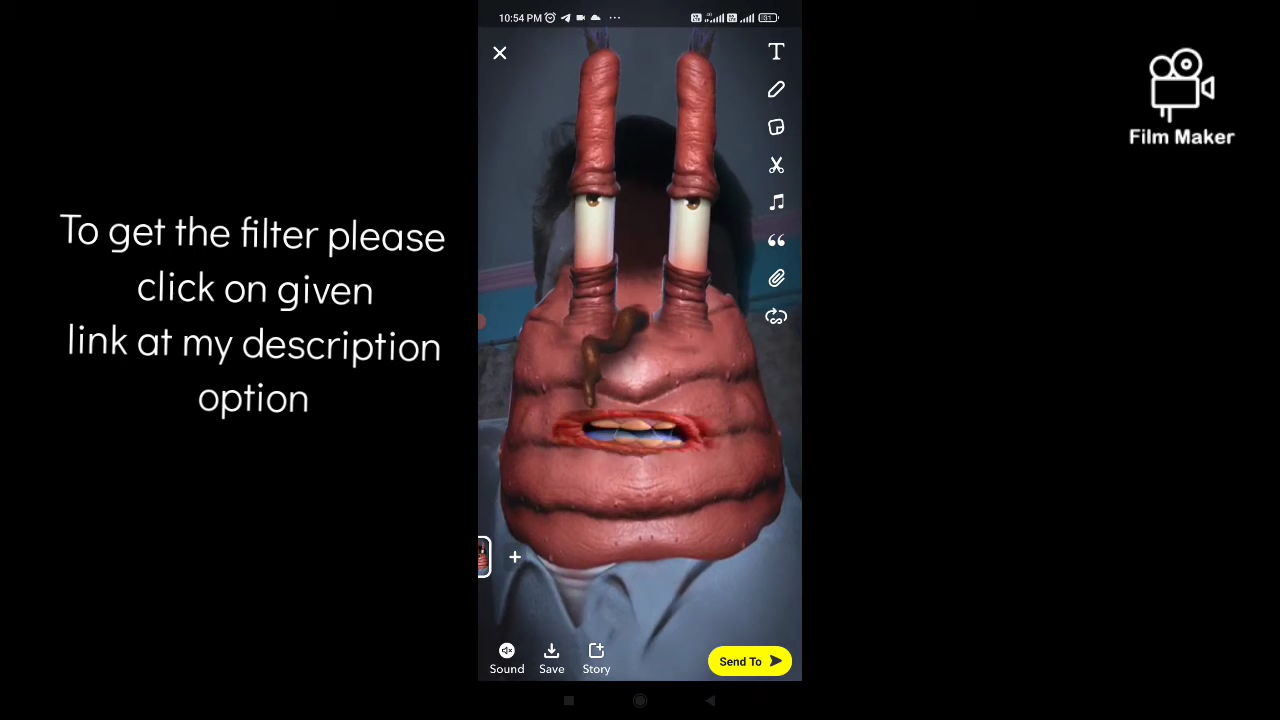 10:54 PM
31
To get the filter please
click on given
link at my description
option
Film Maker
Sound
Save
Story
Send To